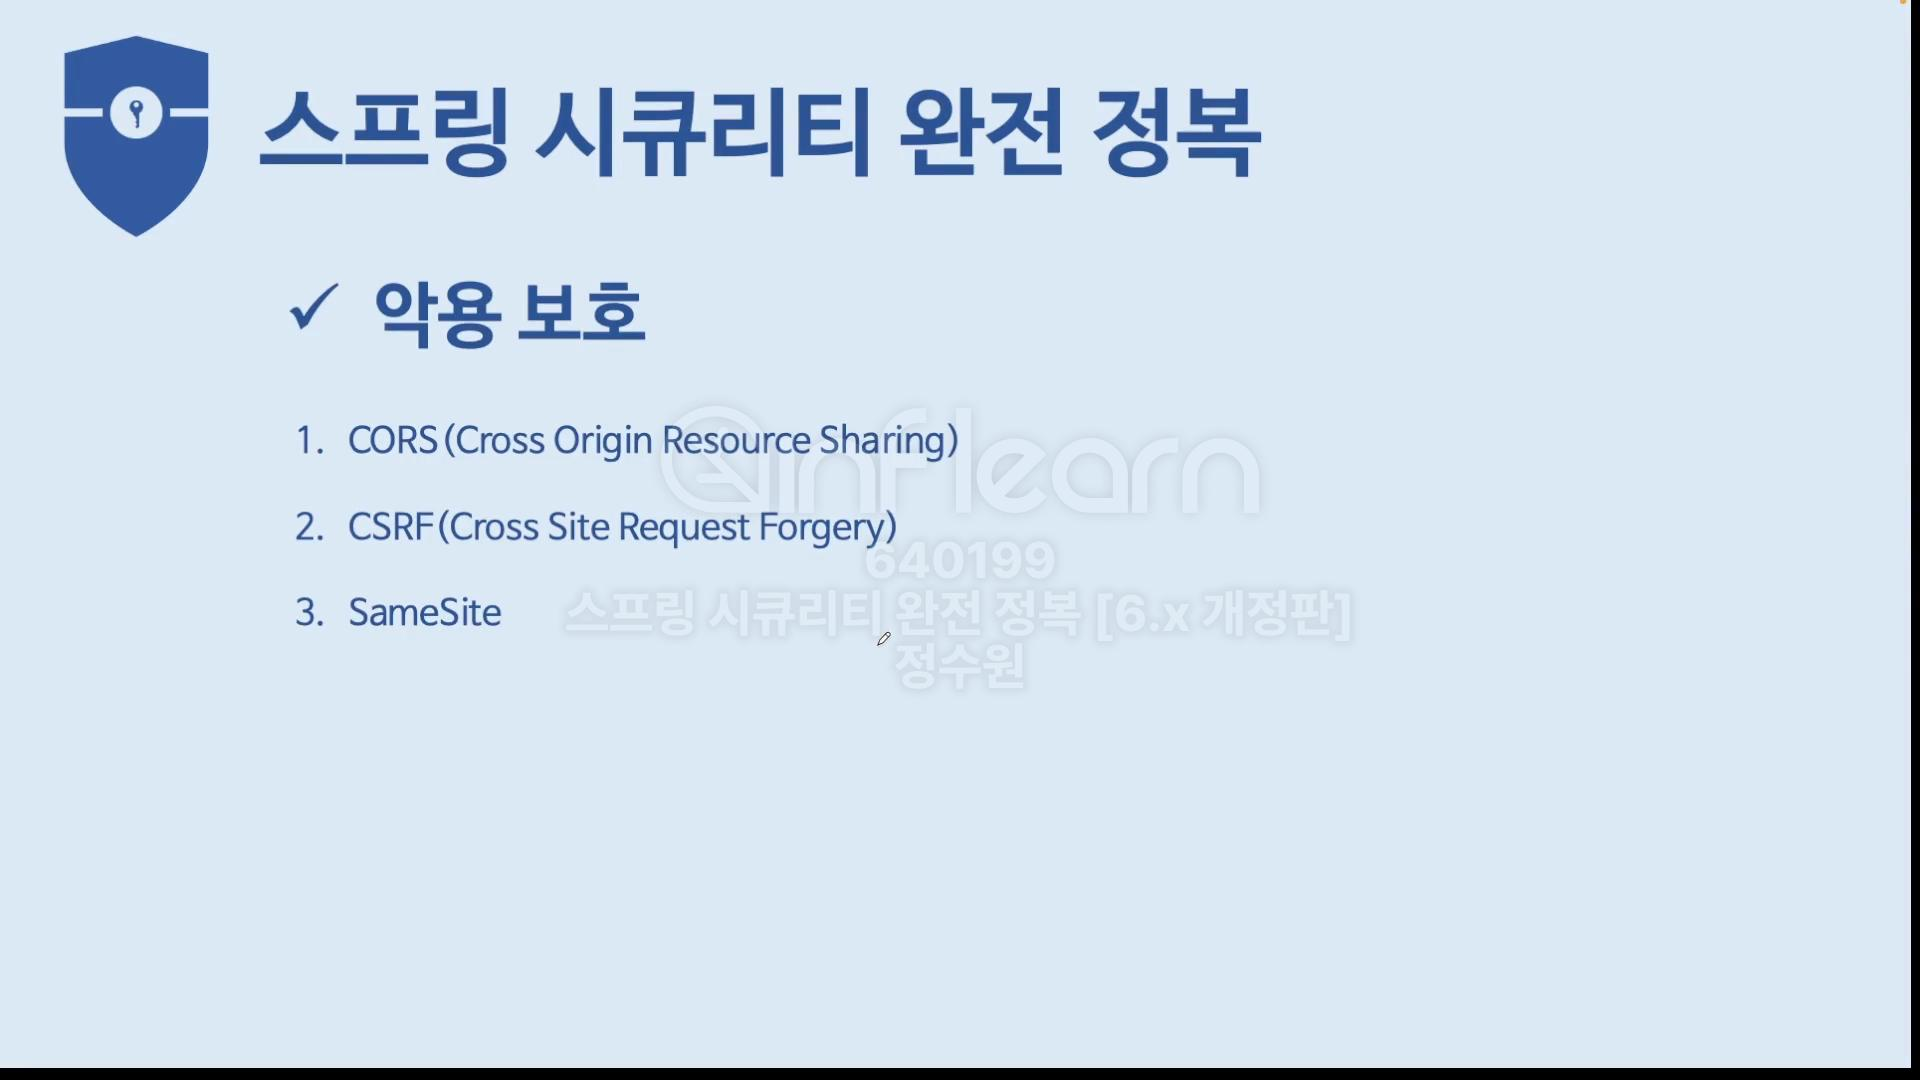 스프링 시큐리티 완전 정복
✓ 악용 보호
1. CORS (Cross Origin Resource Sharing)
2. CSRF (Cross Site Request Forgery)
3. SameSite
inflearn
640199
스프링 시큐리티 완전 정복 [6.x 개정판]
정수원